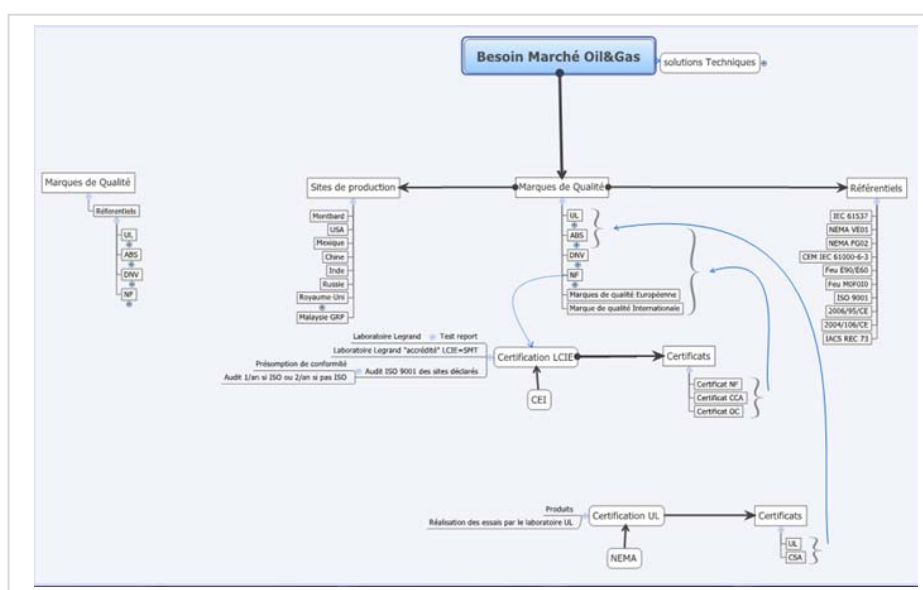 Besoin Marché Oil&Gas
solutions Techniques
Marques de Qualité
Réferentiels
UL
ABS
DNV
NF
Sites de production
Montbard
USA
Mexique
Chine
Inde
Russie
Royaume-Uni
Malaysie GRP
Marques de Qualité
UL
ABS
DNV
NF
Marques de qualité Européenne
Marque de qualité Internationale
Référentiels
IEC 61537
NEMA VE01
NEMA FG02
CEM IEC 61000-6-3
Feu E90/E60
Feu M0F0I0
ISO 9001
2006/95/CE
2004/106/CE
IACS REC 73
Laboratoire Legrand
Test report
Laboratoire Legrand "accrédité" LCIE=SMT
Présomption de conformité
Audit 1/an si ISO ou 2/an si pas ISO
Audit ISO 9001 des sites déclarés
Certification LCIE
CEI
Certificats
Certificat NF
Certificat CCA
Certificat OC
Produits
Réalisation des essais par le laboratoire UL
Certification UL
NEMA
Certificats
UL
CSA